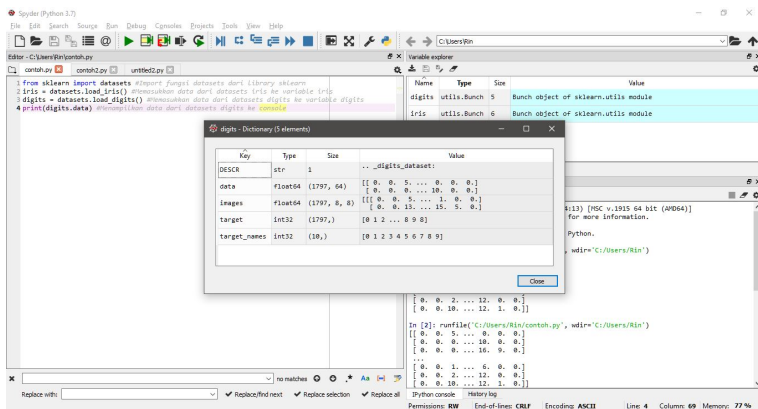 Spyder (Python 3.7)
File Edit Search Source Run Debug Consoles Projects Tools View Help
C:\Users\Rin
Editor - C:\Users\Rin\contoh.py
contoh.py contoh2.py untitled2.py
1 from sklearn import datasets #Import fungsi datasets dari library sklearn
2 iris = datasets.load_iris() #Memasukkan data dari datasets iris ke variable iris
3 digits = datasets.load_digits() #Memasukkan data dari datasets digits ke variable digits
4 print(digits.data) #Menampilkan data dari datasets digits ke console
Variable explorer
Name Type Size Value
digits utils.Bunch 5 Bunch object of sklearn.utils module
iris utils.Bunch 6 Bunch object of sklearn.utils module
digits - Dictionary (5 elements)
Key Type Size Value
DESCR str 1 .. _digits_dataset:
data float64 (1797, 64) [[ 0. 0. 5. ... 0. 0. 0.]
[ 0. 0. 0. ... 10. 0. 0.]
images float64 (1797, 8, 8) [[[ 0. 0. 5. ... 1. 0. 0.]
[ 0. 0. 13. ... 15. 5. 0.]
target int32 (1797,) [0 1 2 ... 8 9 8]
target_names int32 (10,) [0 1 2 3 4 5 6 7 8 9]
Close
4:13) [MSC v.1915 64 bit (AMD64)]
for more information.
Python.
, wdir='C:/Users/Rin')
[ 0. 0. 2. ... 12. 0. 0.]
[ 0. 0. 10. ... 12. 1. 0.]]
In [2]: runfile('C:/Users/Rin/contoh.py', wdir='C:/Users/Rin')
[[ 0. 0. 5. ... 0. 0. 0.]
[ 0. 0. 0. ... 10. 0. 0.]
[ 0. 0. 0. ... 16. 9. 0.]
...
[ 0. 0. 1. ... 6. 0. 0.]
[ 0. 0. 2. ... 12. 0. 0.]
[ 0. 0. 10. ... 12. 1. 0.]]
no matches Aa
Replace with: Replace/find next Replace selection Replace all
IPython console History log
Permissions: RW End-of-lines: CRLF Encoding: ASCII Line: 4 Column: 69 Memory: 77 %